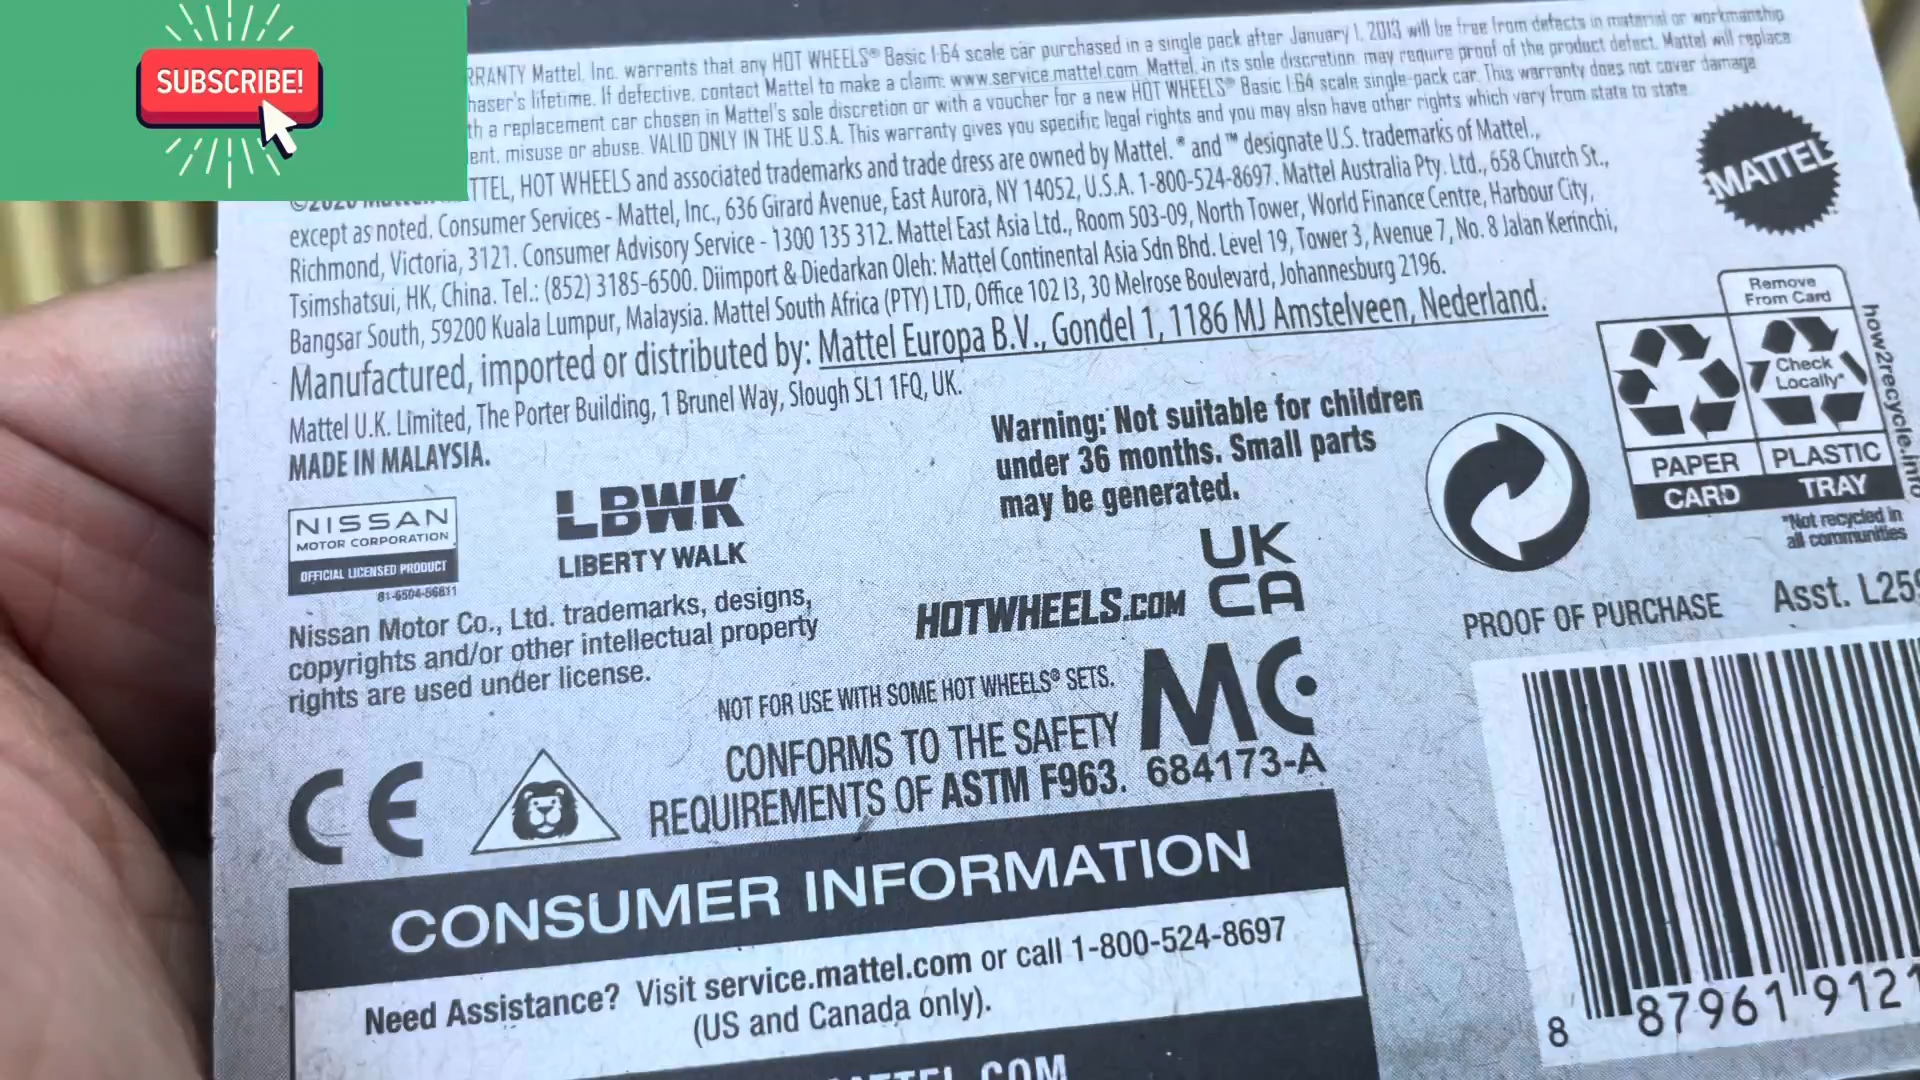 SUBSCRIBE!
RRANTY Mattel, Inc. warrants that any HOT WHEELS® Basic 1:64 scale car purchased in a single pack after January 1, 2013 will be free from defects in material or workmanship
haser's lifetime. If defective, contact Mattel to make a claim: www.service.mattel.com. Mattel, in its sole discretion, may require proof of the product defect. Mattel will replace
th a replacement car chosen in Mattel's sole discretion or with a voucher for a new HOT WHEELS® Basic 1:64 scale single-pack car. This warranty does not cover damage
ent, misuse or abuse. VALID ONLY IN THE U.S.A. This warranty gives you specific legal rights and you may also have other rights which vary from state to state.
TTEL, HOT WHEELS and associated trademarks and trade dress are owned by Mattel. ® and ™ designate U.S. trademarks of Mattel.,
except as noted. Consumer Services - Mattel, Inc., 636 Girard Avenue, East Aurora, NY 14052, U.S.A. 1-800-524-8697. Mattel Australia Pty. Ltd., 658 Church St.,
Richmond, Victoria, 3121. Consumer Advisory Service - 1300 135 312. Mattel East Asia Ltd., Room 503-09, North Tower, World Finance Centre, Harbour City,
Tsimshatsui, HK, China. Tel.: (852) 3185-6500. Diimport & Diedarkan Oleh: Mattel Continental Asia Sdn Bhd. Level 19, Tower 3, Avenue 7, No. 8 Jalan Kerinchi,
Bangsar South, 59200 Kuala Lumpur, Malaysia. Mattel South Africa (PTY) LTD, Office 102 I3, 30 Melrose Boulevard, Johannesburg 2196.
Manufactured, imported or distributed by: Mattel Europa B.V., Gondel 1, 1186 MJ Amstelveen, Nederland.
Mattel U.K. Limited, The Porter Building, 1 Brunel Way, Slough SL1 1FQ, UK.
MADE IN MALAYSIA.
MATTEL
Remove
From Card
Check
Locally*
PAPER
CARD
PLASTIC
TRAY
*Not recycled in
all communities
how2recycle.info
Warning: Not suitable for children
under 36 months. Small parts
may be generated.
NISSAN
MOTOR CORPORATION
OFFICIAL LICENSED PRODUCT
LBWK
LIBERTY WALK
Nissan Motor Co., Ltd. trademarks, designs,
copyrights and/or other intellectual property
rights are used under license.
HOTWHEELS.COM
UK
CA
NOT FOR USE WITH SOME HOT WHEELS® SETS.
MC
CONFORMS TO THE SAFETY
REQUIREMENTS OF ASTM F963.
684173-A
CE
PROOF OF PURCHASE
Asst. L259
8 87961 9121
CONSUMER INFORMATION
Need Assistance? Visit service.mattel.com or call 1-800-524-8697
(US and Canada only).